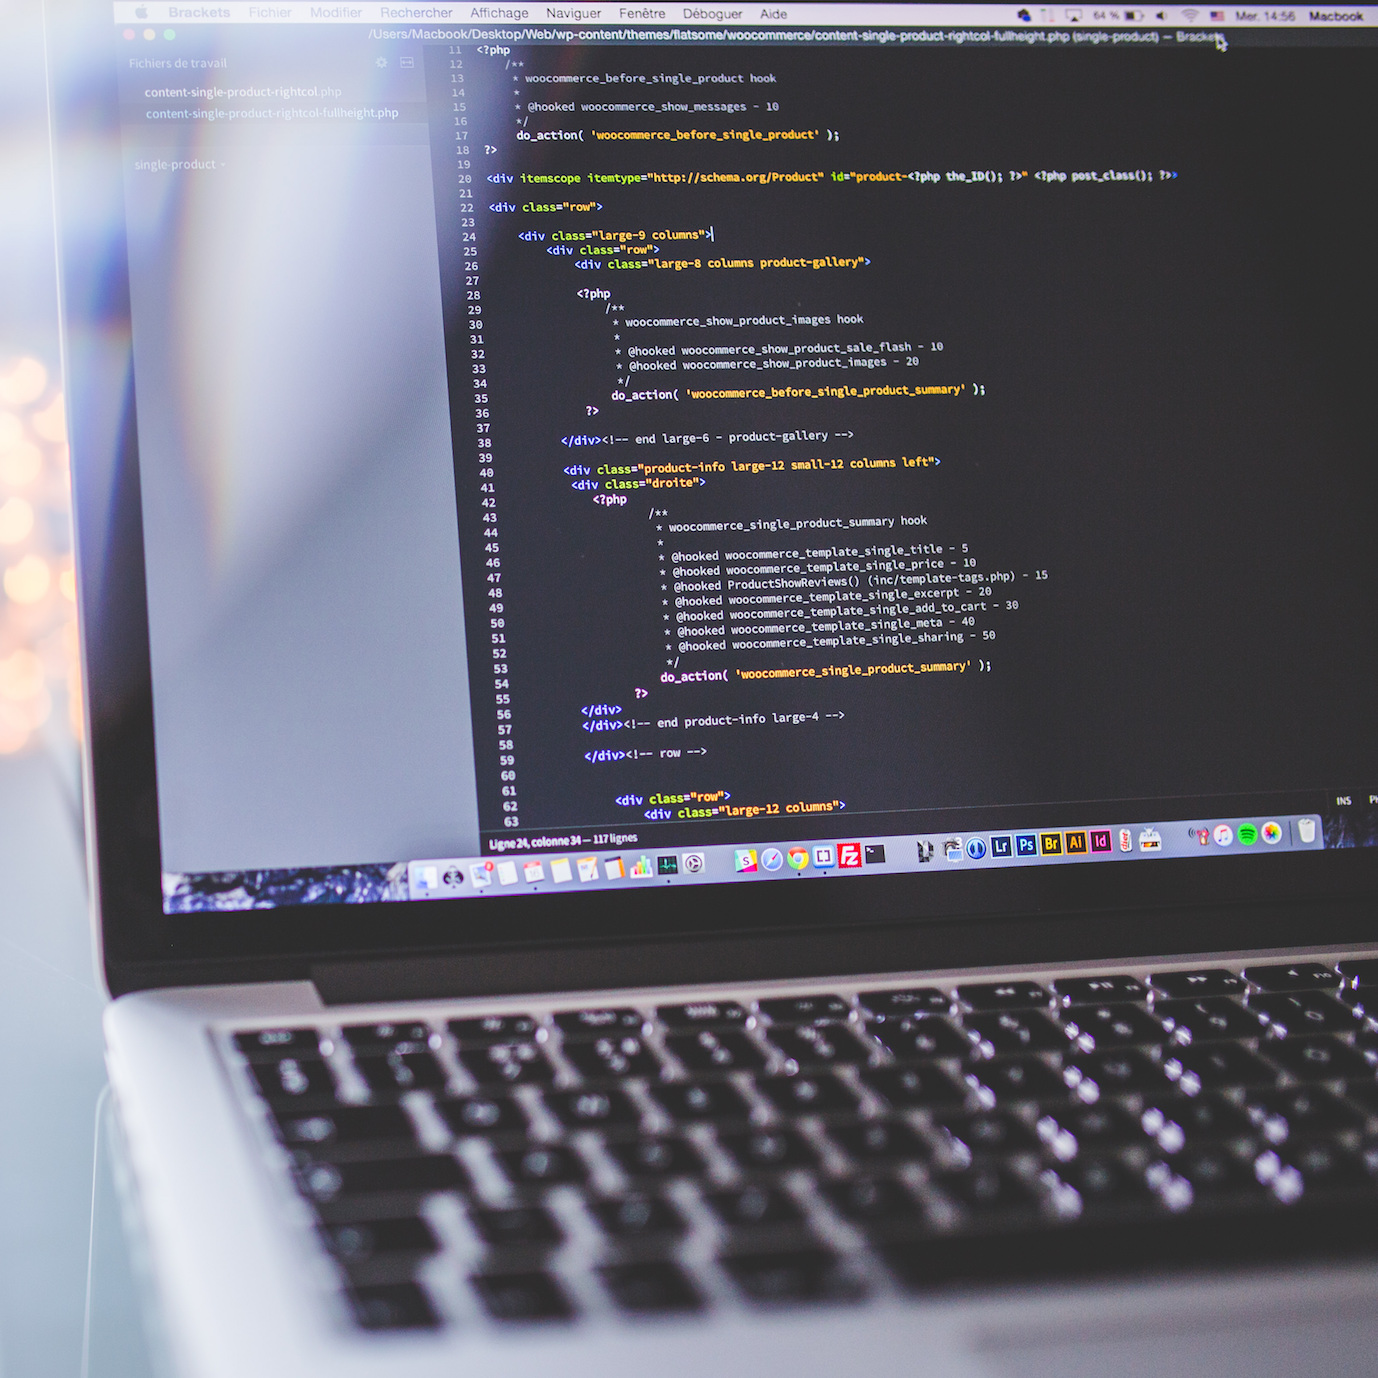 Brackets Fichier Modifier Rechercher Affichage Naviguer Fenêtre Déboguer Aide 64 % Mer. 14:56 Macbook
/Users/Macbook/Desktop/Web/wp-content/themes/flatsome/woocommerce/content-single-product-rightcol-fullheight.php (single-product) — Brackets
Fichiers de travail
content-single-product-rightcol.php
content-single-product-rightcol-fullheight.php
single-product
11 <?php
12 /**
13 * woocommerce_before_single_product hook
14 *
15 * @hooked woocommerce_show_messages - 10
16 */
17 do_action( 'woocommerce_before_single_product' );
18 ?>
19
20 <div itemscope itemtype="http://schema.org/Product" id="product-<?php the_ID(); ?>" <?php post_class(); ?>>
21
22 <div class="row">
23
24 <div class="large-9 columns">
25 <div class="row">
26 <div class="large-8 columns product-gallery">
27
28 <?php
29 /**
30 * woocommerce_show_product_images hook
31 *
32 * @hooked woocommerce_show_product_sale_flash - 10
33 * @hooked woocommerce_show_product_images - 20
34 */
35 do_action( 'woocommerce_before_single_product_summary' );
36 ?>
37
38 </div><!-- end large-6 - product-gallery -->
39
40 <div class="product-info large-12 small-12 columns left">
41 <div class="droite">
42 <?php
43 /**
44 * woocommerce_single_product_summary hook
45 *
46 * @hooked woocommerce_template_single_title - 5
47 * @hooked woocommerce_template_single_price - 10
48 * @hooked ProductShowReviews() (inc/template-tags.php) - 15
49 * @hooked woocommerce_template_single_excerpt - 20
50 * @hooked woocommerce_template_single_add_to_cart - 30
51 * @hooked woocommerce_template_single_meta - 40
52 * @hooked woocommerce_template_single_sharing - 50
53 */
54 do_action( 'woocommerce_single_product_summary' );
55 ?>
56 </div>
57 </div><!-- end product-info large-4 -->
58
59 </div><!-- row -->
60
61
62 <div class="row">
63 <div class="large-12 columns">
Ligne 24, colonne 34 — 117 lignes INS
Lr Ps Br Ai Id